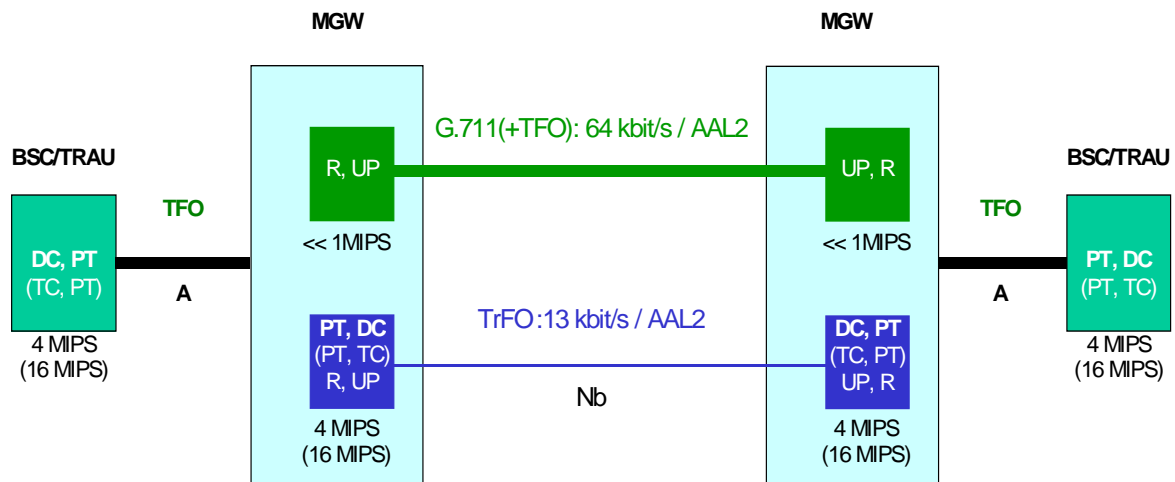 MGW
MGW
G.711(+TFO): 64 kbit/s / AAL2
BSC/TRAU
R, UP
UP, R
BSC/TRAU
TFO
TFO
<< 1MIPS
<< 1MIPS
DC, PT
(TC, PT)
PT, DC
(PT, TC)
A
A
TrFO:13 kbit/s / AAL2
PT, DC
(PT, TC)
R, UP
DC, PT
(TC, PT)
UP, R
4 MIPS
(16 MIPS)
4 MIPS
(16 MIPS)
Nb
4 MIPS
(16 MIPS)
4 MIPS
(16 MIPS)